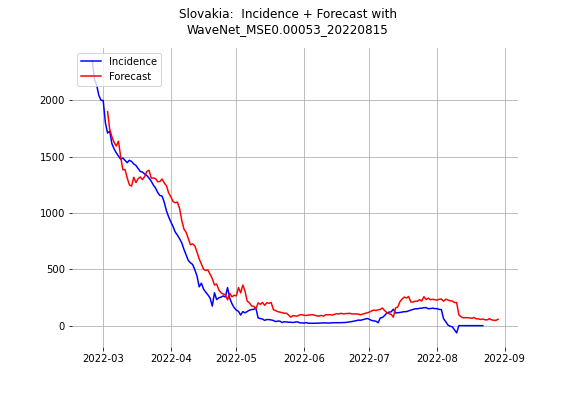 Slovakia:  Incidence + Forecast with
WaveNet_MSE0.00053_20220815
Incidence
Forecast
2000
1500
1000
500
0
2022-03 2022-04 2022-05 2022-06 2022-07 2022-08 2022-09